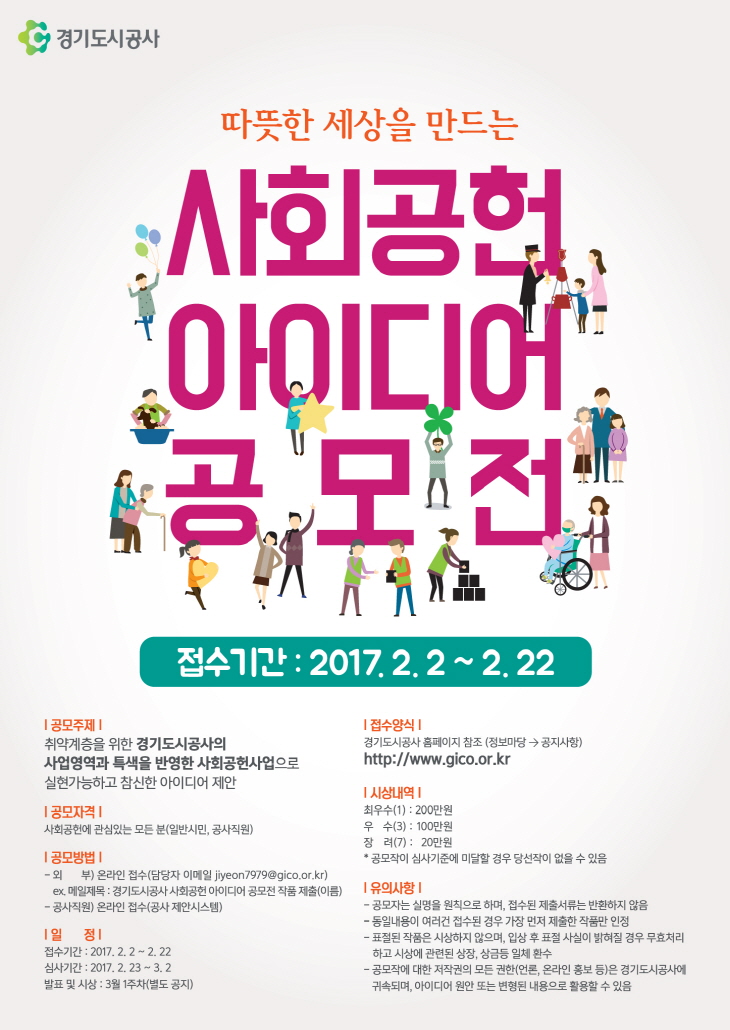 경기도시공사
따뜻한 세상을 만드는
사회공헌
아이디어
공모전
접수기간 : 2017. 2. 2 ~ 2. 22
| 공모주제 |
취약계층을 위한 경기도시공사의
사업영역과 특색을 반영한 사회공헌사업으로
실현가능하고 참신한 아이디어 제안
| 공모자격 |
사회공헌에 관심있는 모든 분(일반시민, 공사직원)
| 공모방법 |
- 외 부) 온라인 접수(담당자 이메일 jiyeon7979@gico.or.kr)
ex. 메일제목 : 경기도시공사 사회공헌 아이디어 공모전 작품 제출(이름)
- 공사직원) 온라인 접수(공사 제안시스템)
| 일 정 |
접수기간 : 2017. 2. 2 ~ 2. 22
심사기간 : 2017. 2. 23 ~ 3. 2
발표 및 시상 : 3월 1주차(별도 공지)
| 접수양식 |
경기도시공사 홈페이지 참조 (정보마당 → 공지사항)
http://www.gico.or.kr
| 시상내역 |
최우수(1) : 200만원
우 수(3) : 100만원
장 려(7) : 20만원
* 공모작이 심사기준에 미달할 경우 당선작이 없을 수 있음
| 유의사항 |
- 공모자는 실명을 원칙으로 하며, 접수된 제출서류는 반환하지 않음
- 동일내용이 여러건 접수된 경우 가장 먼저 제출한 작품만 인정
- 표절된 작품은 시상하지 않으며, 입상 후 표절 사실이 밝혀질 경우 무효처리
하고 시상에 관련된 상장, 상금등 일체 환수
- 공모작에 대한 저작권의 모든 권한(언론, 온라인 홍보 등)은 경기도시공사에
귀속되며, 아이디어 원안 또는 변형된 내용으로 활용할 수 있음